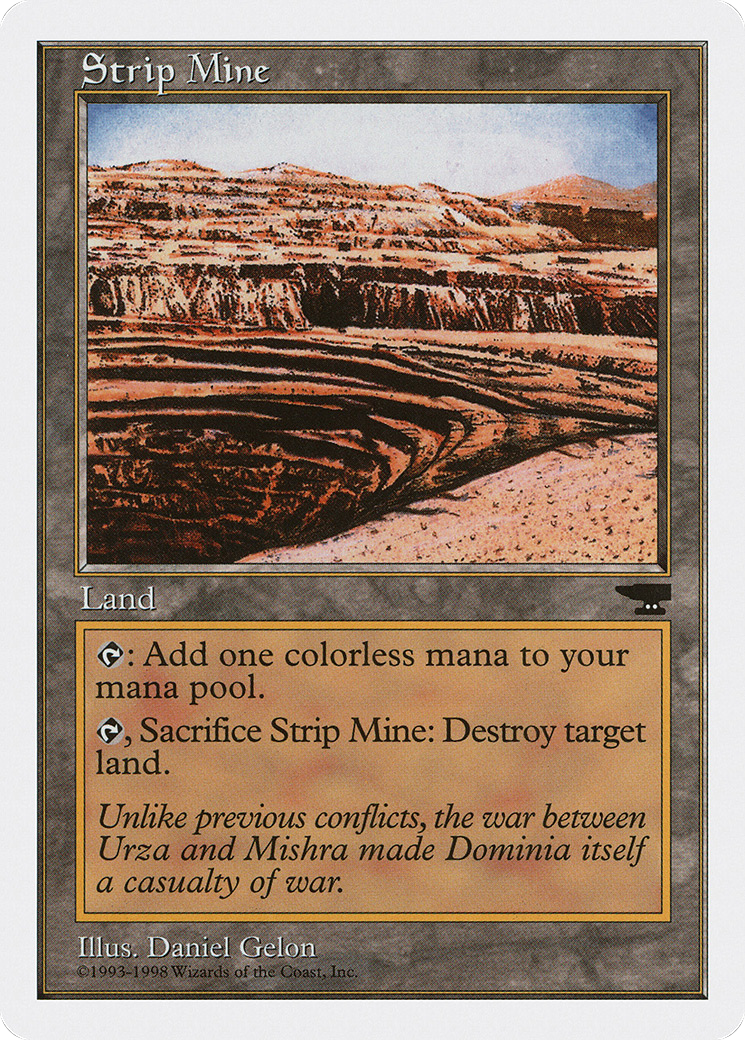 Strip Mine
Land
: Add one colorless mana to your
mana pool.
, Sacrifice Strip Mine: Destroy target
land.
Unlike previous conflicts, the war between
Urza and Mishra made Dominia itself
a casualty of war.
Illus. Daniel Gelon
©1993-1998 Wizards of the Coast, Inc.